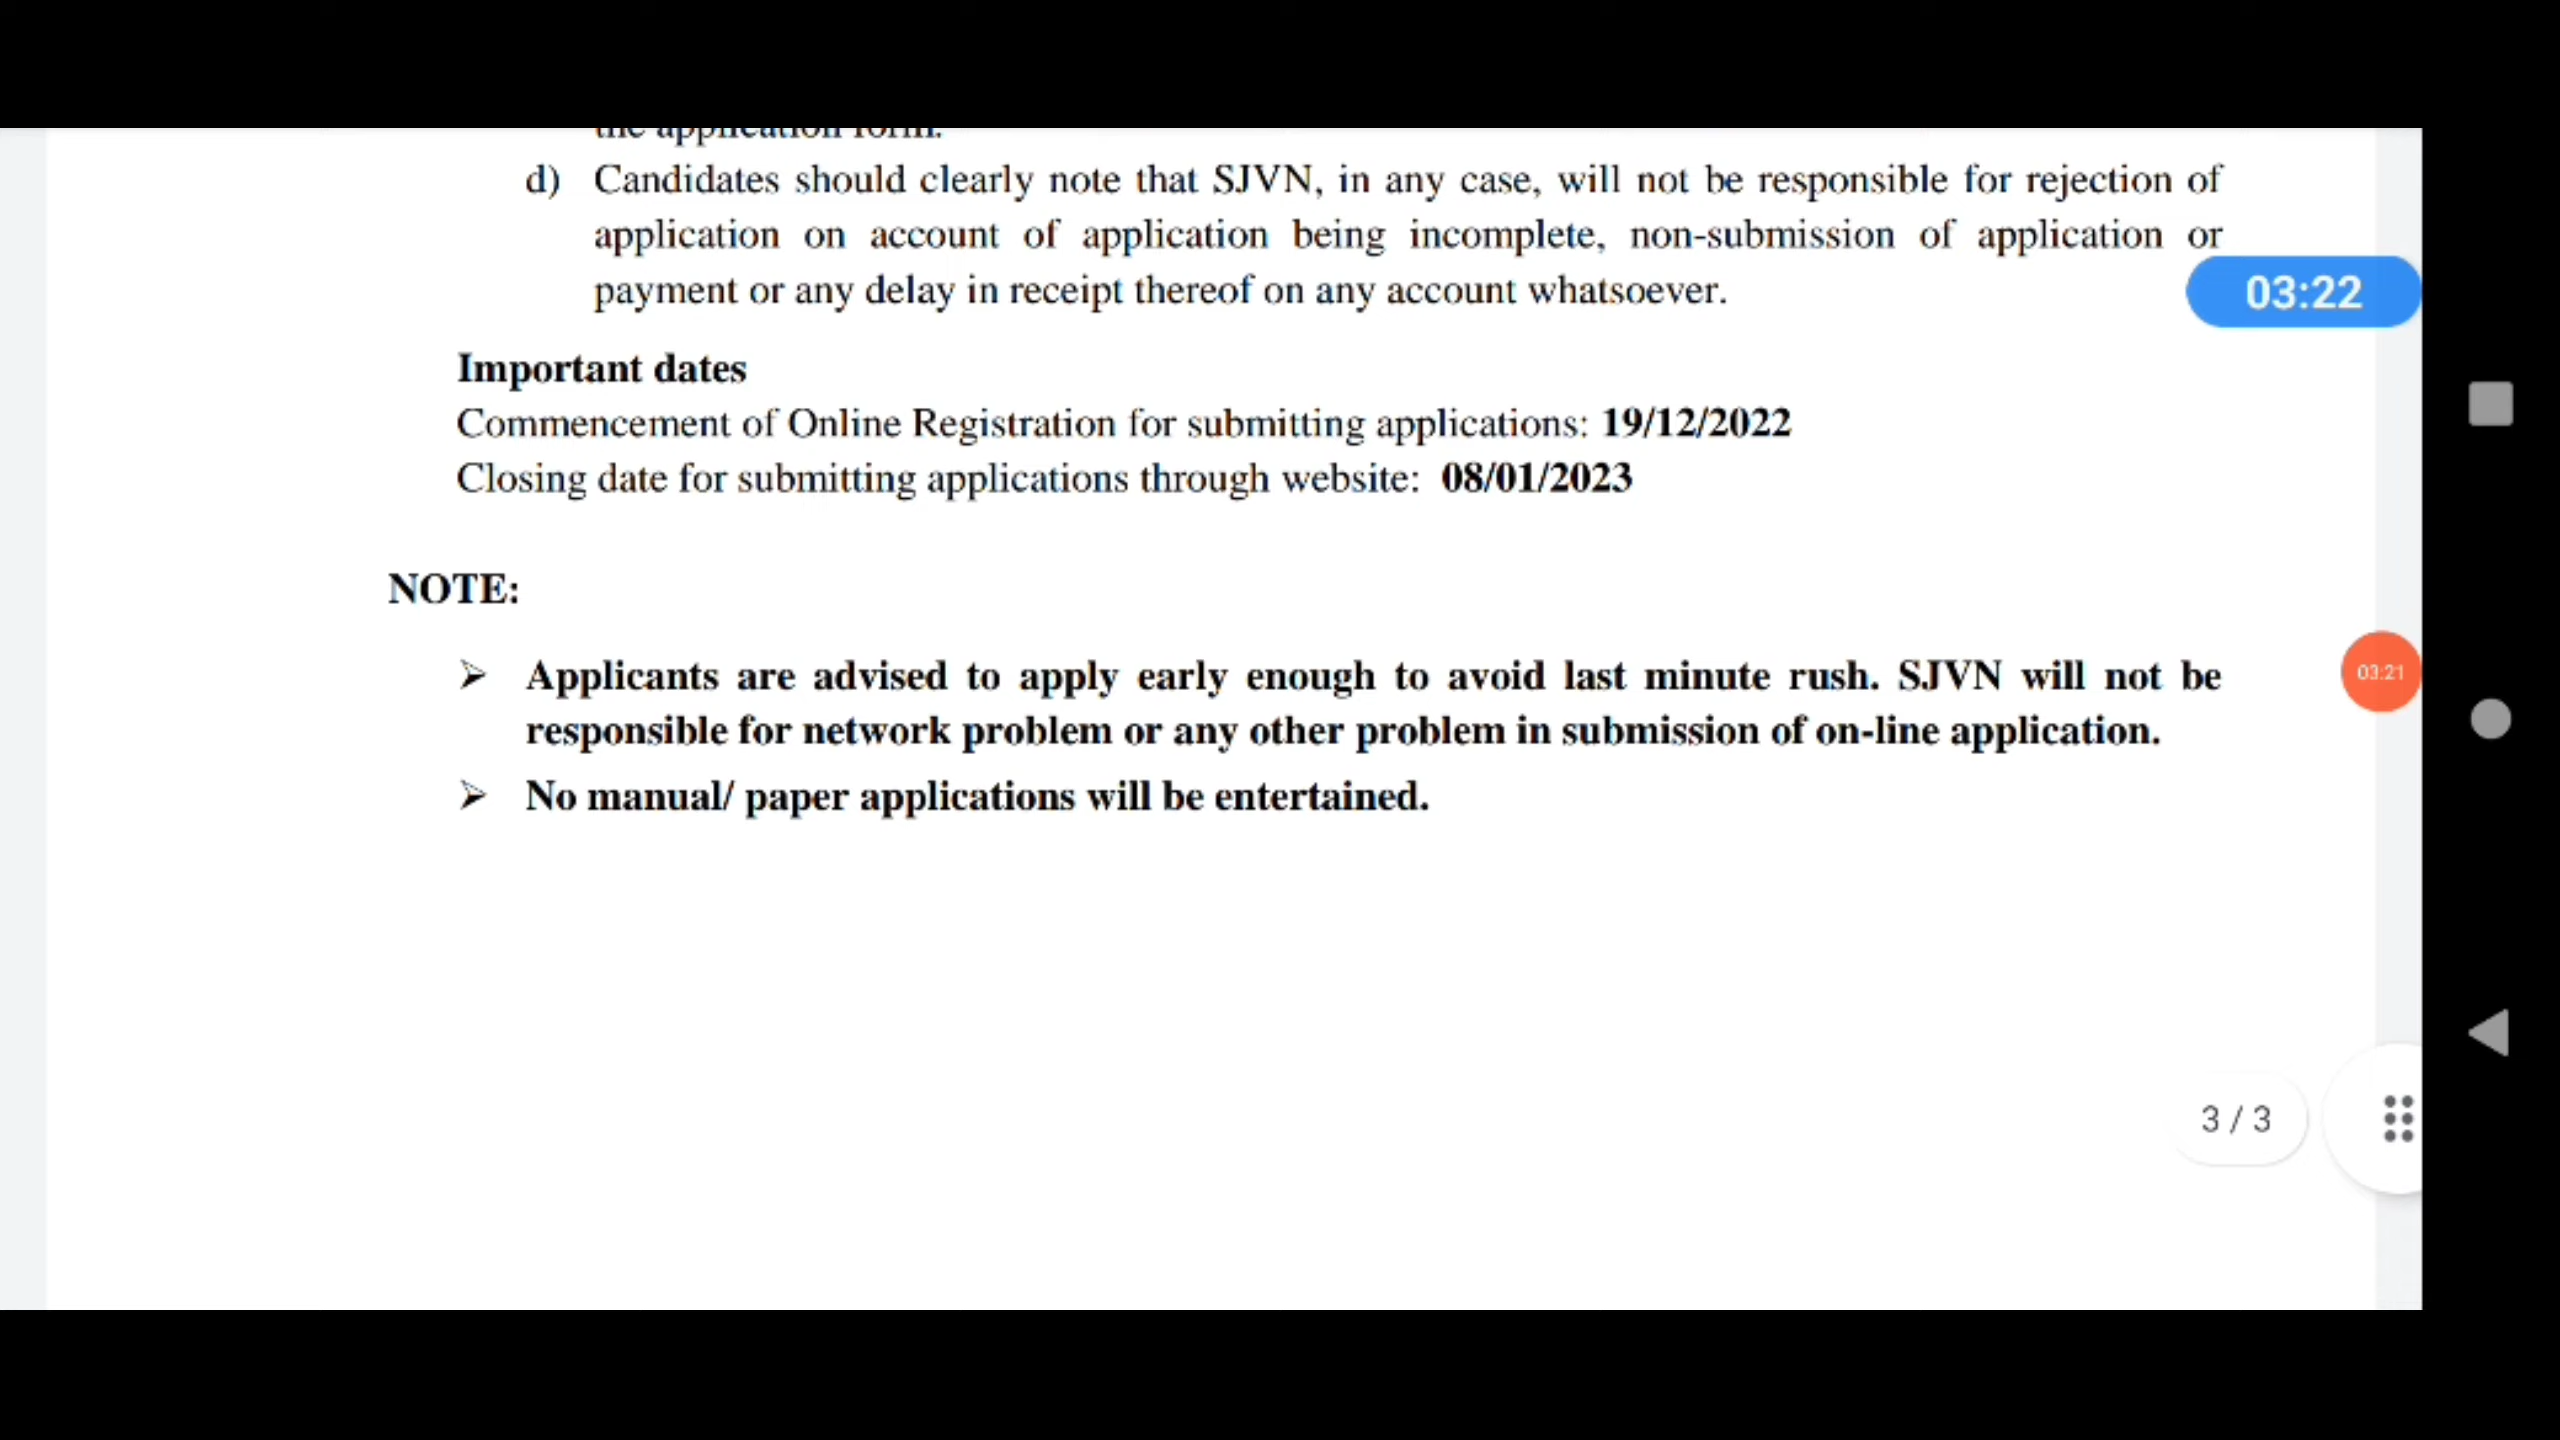 the application form.
d) Candidates should clearly note that SJVN, in any case, will not be responsible for rejection of
application on account of application being incomplete, non-submission of application or
payment or any delay in receipt thereof on any account whatsoever.
03:22
Important dates
Commencement of Online Registration for submitting applications: 19/12/2022
Closing date for submitting applications through website: 08/01/2023
NOTE:
➢ Applicants are advised to apply early enough to avoid last minute rush. SJVN will not be
responsible for network problem or any other problem in submission of on-line application.
03:21
➢ No manual/ paper applications will be entertained.
3 / 3